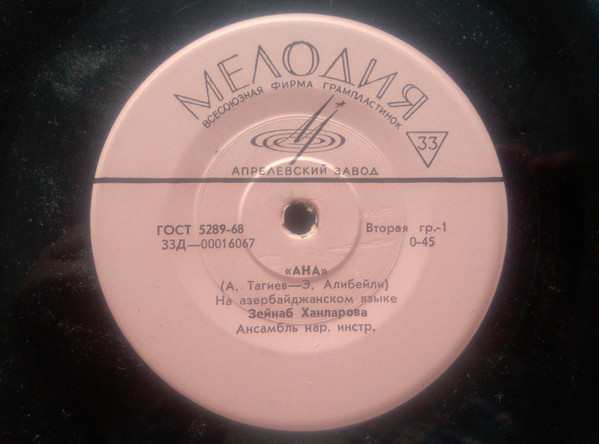 МЕЛОДИЯ
ВСЕСОЮЗНАЯ ФИРМА ГРАМПЛАСТИНОК
33
АПРЕЛЕВСКИЙ ЗАВОД
ГОСТ 5289-68 Вторая гр.-1
33Д—00016067 0-45
«АНА»
(А. Тагиев—Э. Алибейли)
На азербайджанском языке
Зейнаб Ханларова
Ансамбль нар. инстр.